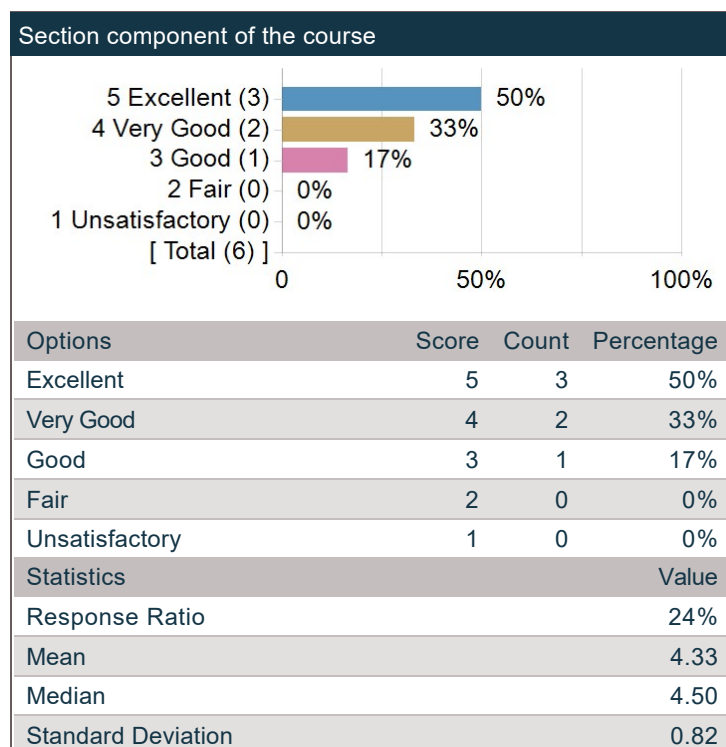 Section component of the course
5 Excellent (3) 50%
4 Very Good (2) 33%
3 Good (1) 17%
2 Fair (0) 0%
1 Unsatisfactory (0) 0%
[ Total (6) ]
0 50% 100%
Options Score Count Percentage
Excellent 5 3 50%
Very Good 4 2 33%
Good 3 1 17%
Fair 2 0 0%
Unsatisfactory 1 0 0%
Statistics Value
Response Ratio 24%
Mean 4.33
Median 4.50
Standard Deviation 0.82